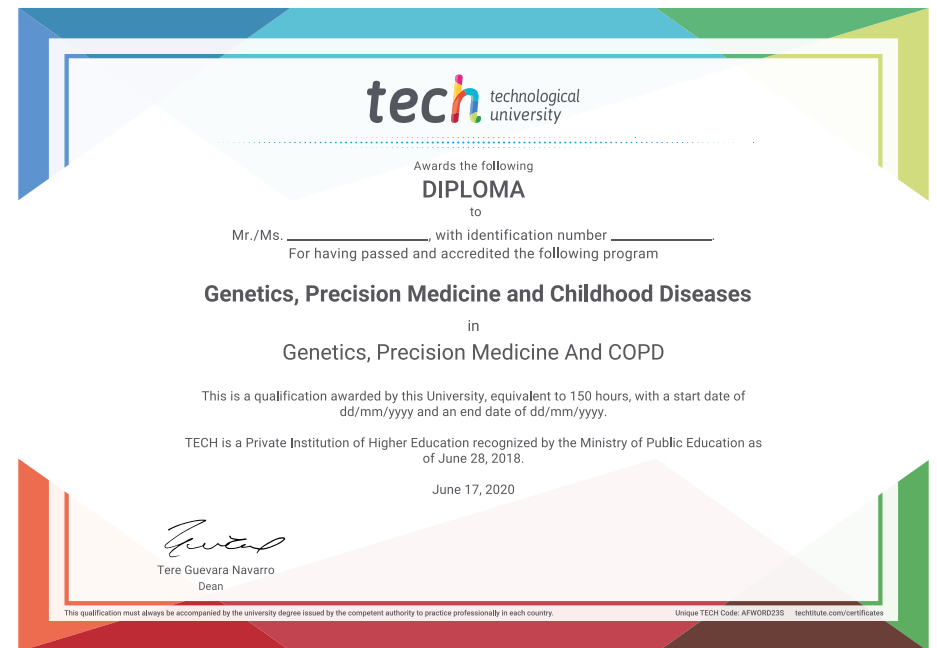 tech technological
university
Awards the following
DIPLOMA
to
Mr./Ms. ____________________, with identification number ______________.
For having passed and accredited the following program
Genetics, Precision Medicine and Childhood Diseases
in
Genetics, Precision Medicine And COPD
This is a qualification awarded by this University, equivalent to 150 hours, with a start date of
dd/mm/yyyy and an end date of dd/mm/yyyy.
TECH is a Private Institution of Higher Education recognized by the Ministry of Public Education as
of June 28, 2018.
June 17, 2020
Tere Guevara Navarro
Dean
This qualification must always be accompanied by the university degree issued by the competent authority to practice professionally in each country. Unique TECH Code: AFWORD23S techtitute.com/certificates